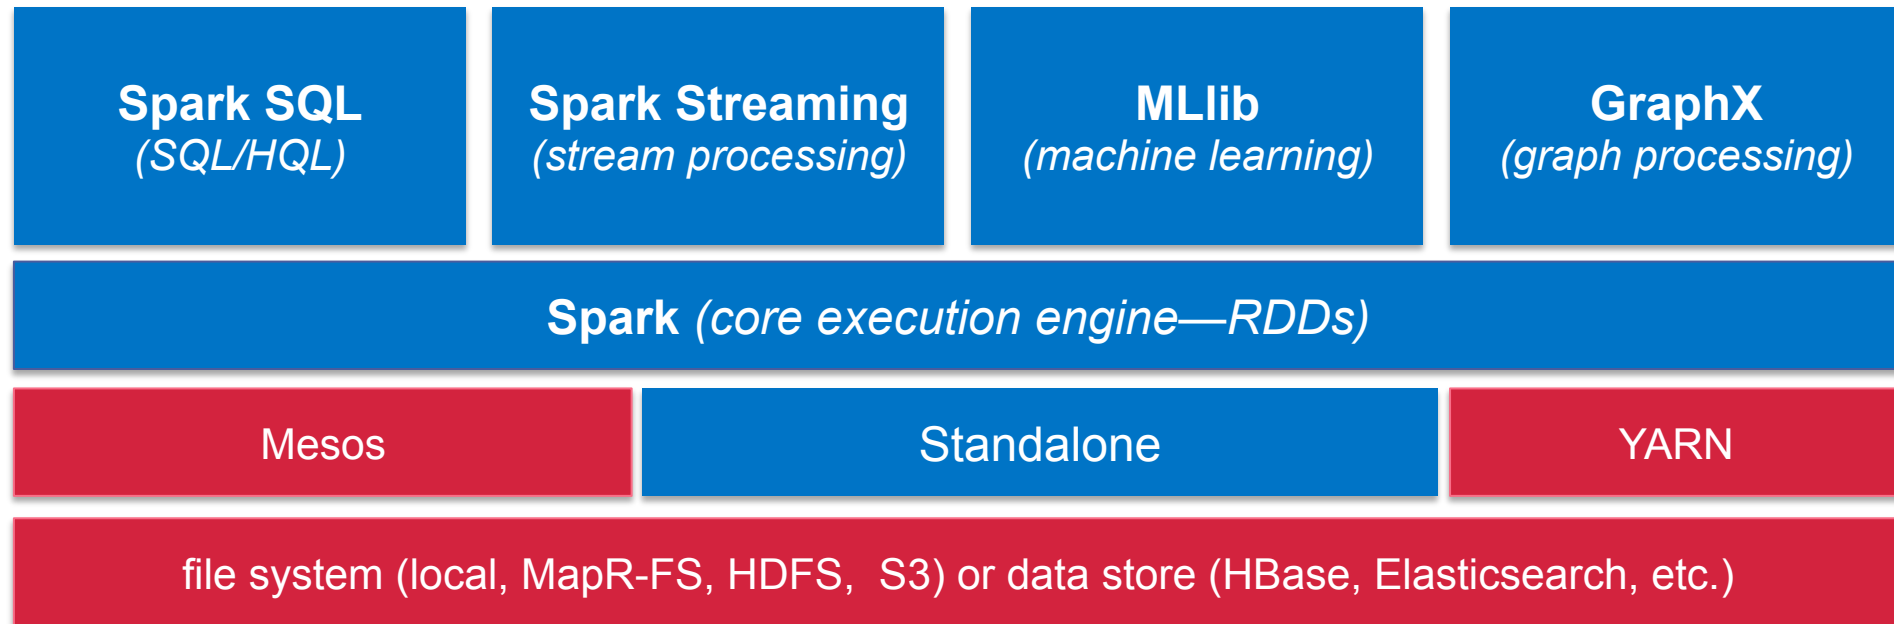 Spark SQL
(SQL/HQL)
Spark Streaming
(stream processing)
MLlib
(machine learning)
GraphX
(graph processing)
Spark (core execution engine—RDDs)
Mesos
Standalone
YARN
file system (local, MapR-FS, HDFS,  S3) or data store (HBase, Elasticsearch, etc.)